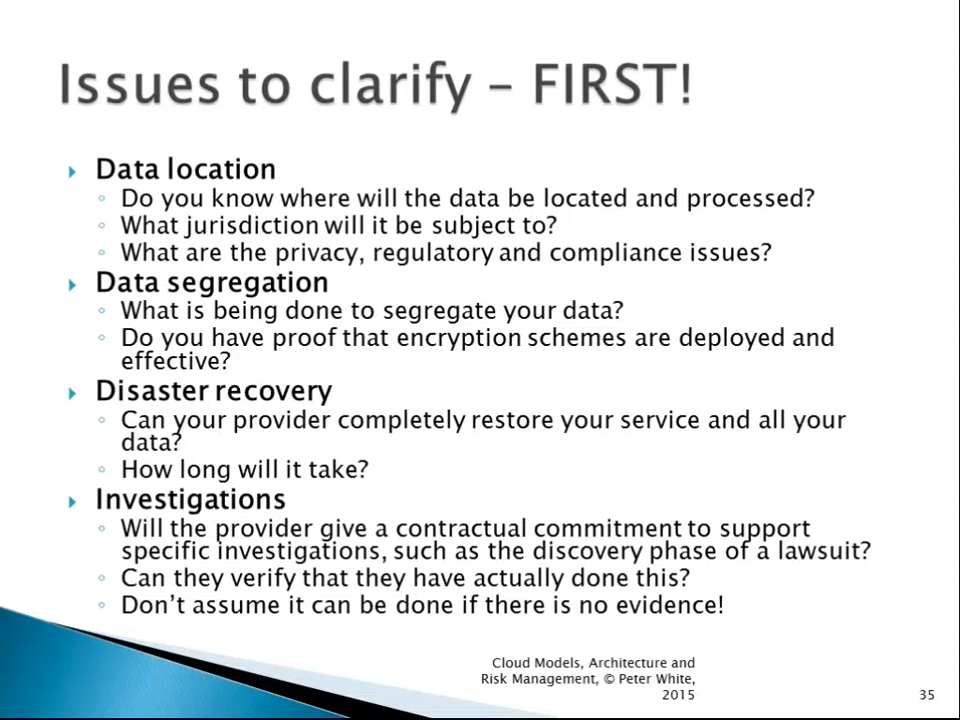 Issues to clarify – FIRST!
Data location
Do you know where will the data be located and processed?
What jurisdiction will it be subject to?
What are the privacy, regulatory and compliance issues?
Data segregation
What is being done to segregate your data?
Do you have proof that encryption schemes are deployed and
effective?
Disaster recovery
Can your provider completely restore your service and all your
data?
How long will it take?
Investigations
Will the provider give a contractual commitment to support
specific investigations, such as the discovery phase of a lawsuit?
Can they verify that they have actually done this?
Don’t assume it can be done if there is no evidence!
Cloud Models, Architecture and
Risk Management, © Peter White,
2015
35